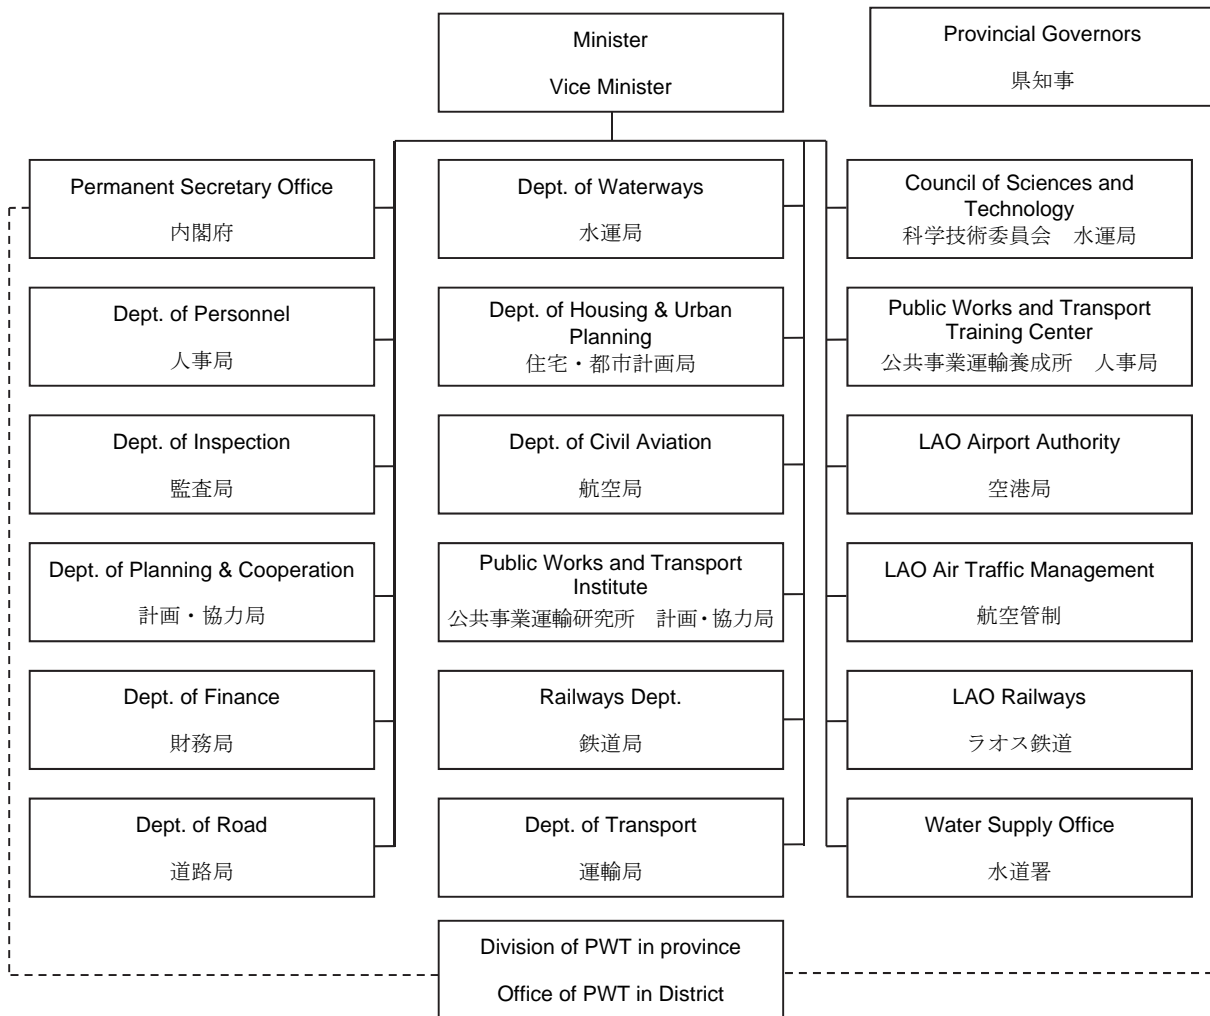 Minister
Vice Minister
Provincial Governors
県知事
Permanent Secretary Office
内閣府
Dept. of Waterways
水運局
Council of Sciences and
Technology
科学技術委員会　水運局
Dept. of Personnel
人事局
Dept. of Housing & Urban
Planning
住宅・都市計画局
Public Works and Transport
Training Center
公共事業運輸養成所　人事局
Dept. of Inspection
監査局
Dept. of Civil Aviation
航空局
LAO Airport Authority
空港局
Dept. of Planning & Cooperation
計画・協力局
Public Works and Transport
Institute
公共事業運輸研究所　計画・協力局
LAO Air Traffic Management
航空管制
Dept. of Finance
財務局
Railways Dept.
鉄道局
LAO Railways
ラオス鉄道
Dept. of Road
道路局
Dept. of Transport
運輸局
Water Supply Office
水道署
Division of PWT in province
Office of PWT in District